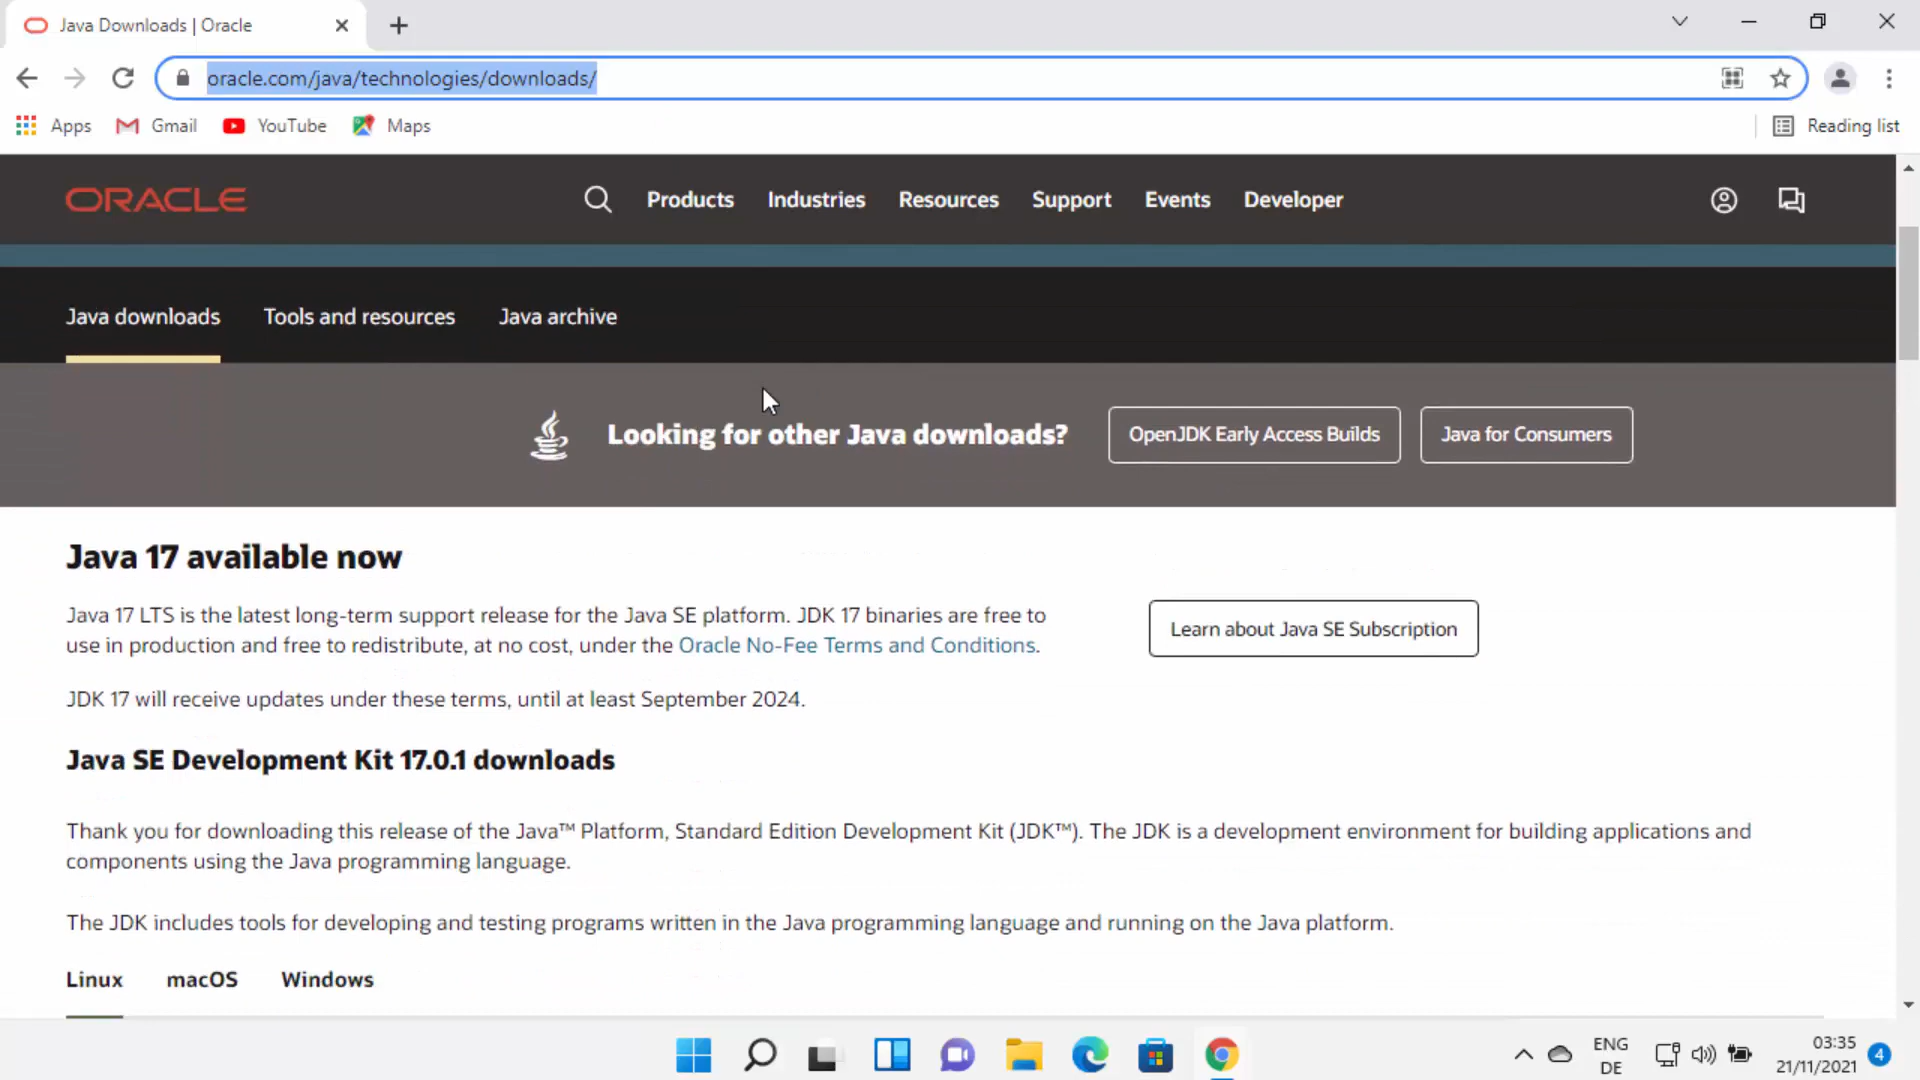 Java Downloads | Oracle
oracle.com/java/technologies/downloads/
Apps Gmail YouTube Maps Reading list
ORACLE Products Industries Resources Support Events Developer
Java downloads Tools and resources Java archive
Looking for other Java downloads? OpenJDK Early Access Builds Java for Consumers
Java 17 available now
Java 17 LTS is the latest long-term support release for the Java SE platform. JDK 17 binaries are free to
use in production and free to redistribute, at no cost, under the Oracle No-Fee Terms and Conditions.
Learn about Java SE Subscription
JDK 17 will receive updates under these terms, until at least September 2024.
Java SE Development Kit 17.0.1 downloads
Thank you for downloading this release of the Java™ Platform, Standard Edition Development Kit (JDK™). The JDK is a development environment for building applications and
components using the Java programming language.
The JDK includes tools for developing and testing programs written in the Java programming language and running on the Java platform.
Linux macOS Windows
ENG
DE
03:35
21/11/2021
4